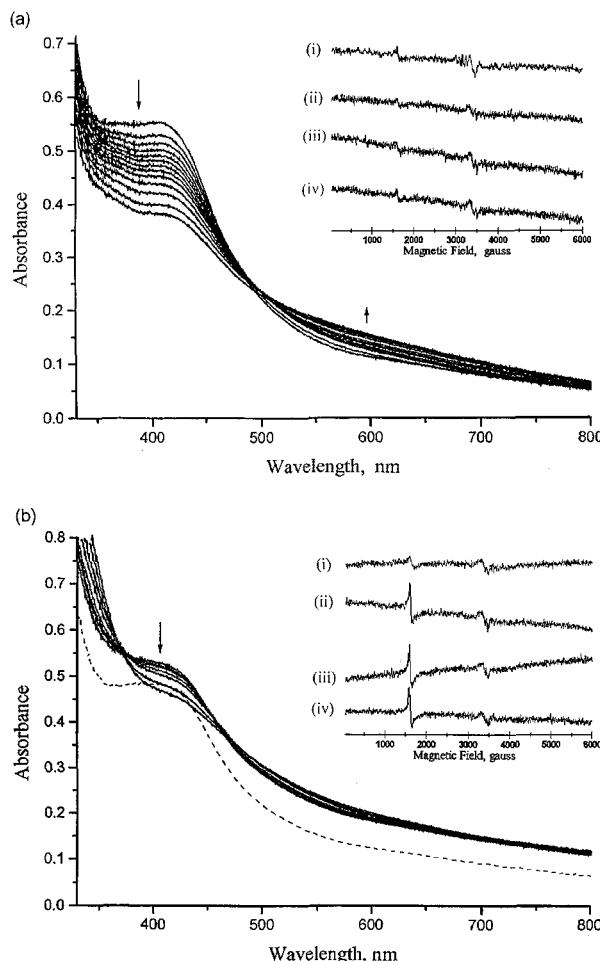 (a)
0.7
0.6
0.5
0.4
0.3
0.2
0.1
0.0
Absorbance
400 500 600 700 800
Wavelength, nm
(i)
(ii)
(iii)
(iv)
1000 2000 3000 4000 5000 6000
Magnetic Field, gauss
(b)
0.8
0.7
0.6
0.5
0.4
0.3
0.2
0.1
0.0
Absorbance
400 500 600 700 800
Wavelength, nm
(i)
(ii)
(iii)
(iv)
1000 2000 3000 4000 5000 6000
Magnetic Field, gauss